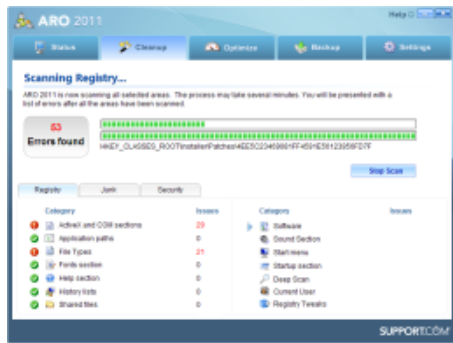 ARO 2011
Help
Status
Cleanup
Optimize
Backup
Settings
Scanning Registry...
ARO 2011 is now scanning all selected areas. The process may take several minutes. You will be presented with a
list of errors after all the areas have been scanned.
53
Errors found
Stop Scan
Registry
Junk
Security
Category Issues Category Issues
ActiveX and COM sections 29
Software
Application paths 0
Sound Section
File Types 21
Start menu
Fonts section 0
Startup section
Help section 0
Deep Scan
History lists 0
Current User
Shared files 0
Registry Tweaks
SUPPORT.COM